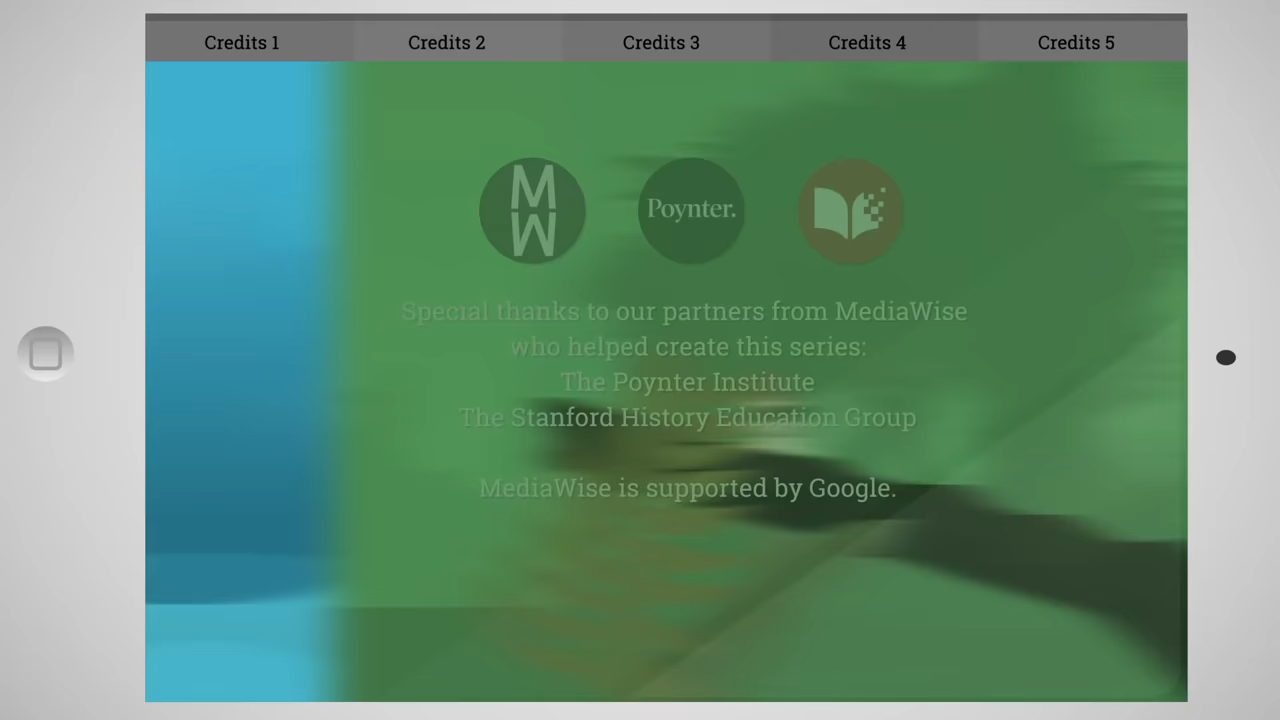 Credits 1
Credits 2
Credits 3
Credits 4
Credits 5
M
W
Poynter.
Special thanks to our partners from MediaWise
who helped create this series:
The Poynter Institute
The Stanford History Education Group
MediaWise is supported by Google.